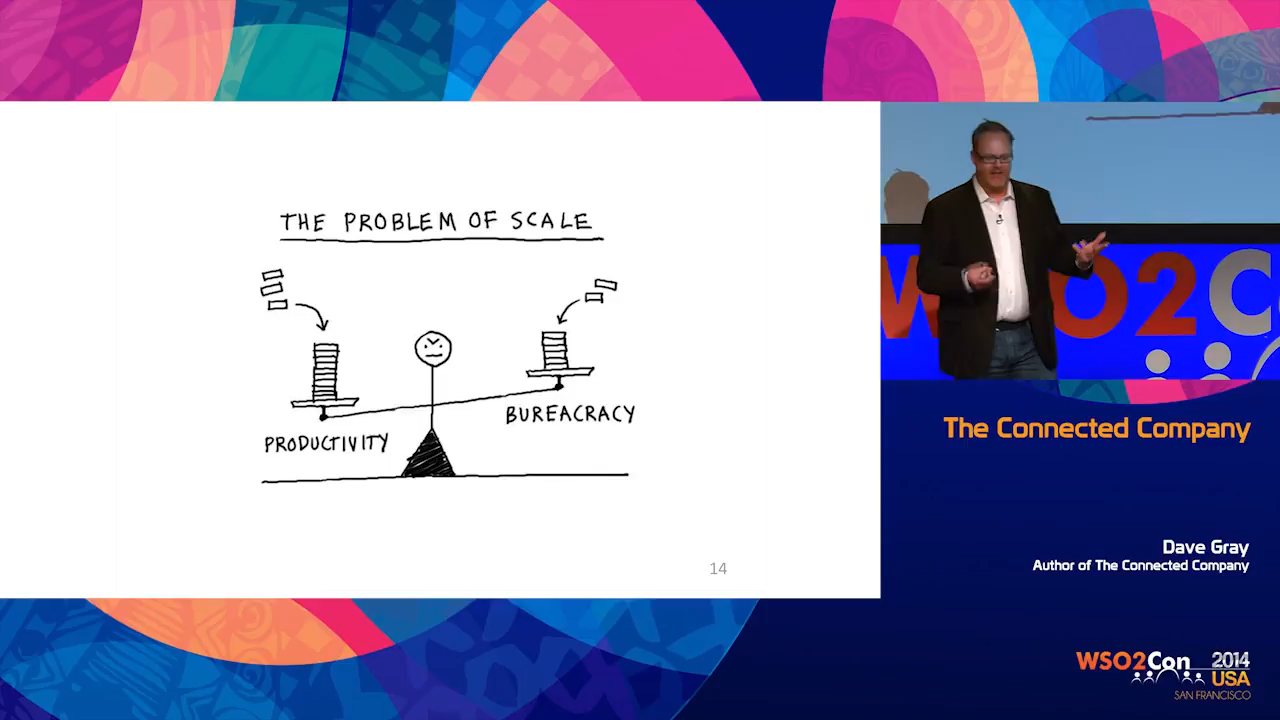 THE PROBLEM OF SCALE
BUREACRACY
PRODUCTIVITY
14
WSO2C
The Connected Company
Dave Gray
Author of The Connected Company
WSO2Con 2014
USA
SAN FRANCISCO